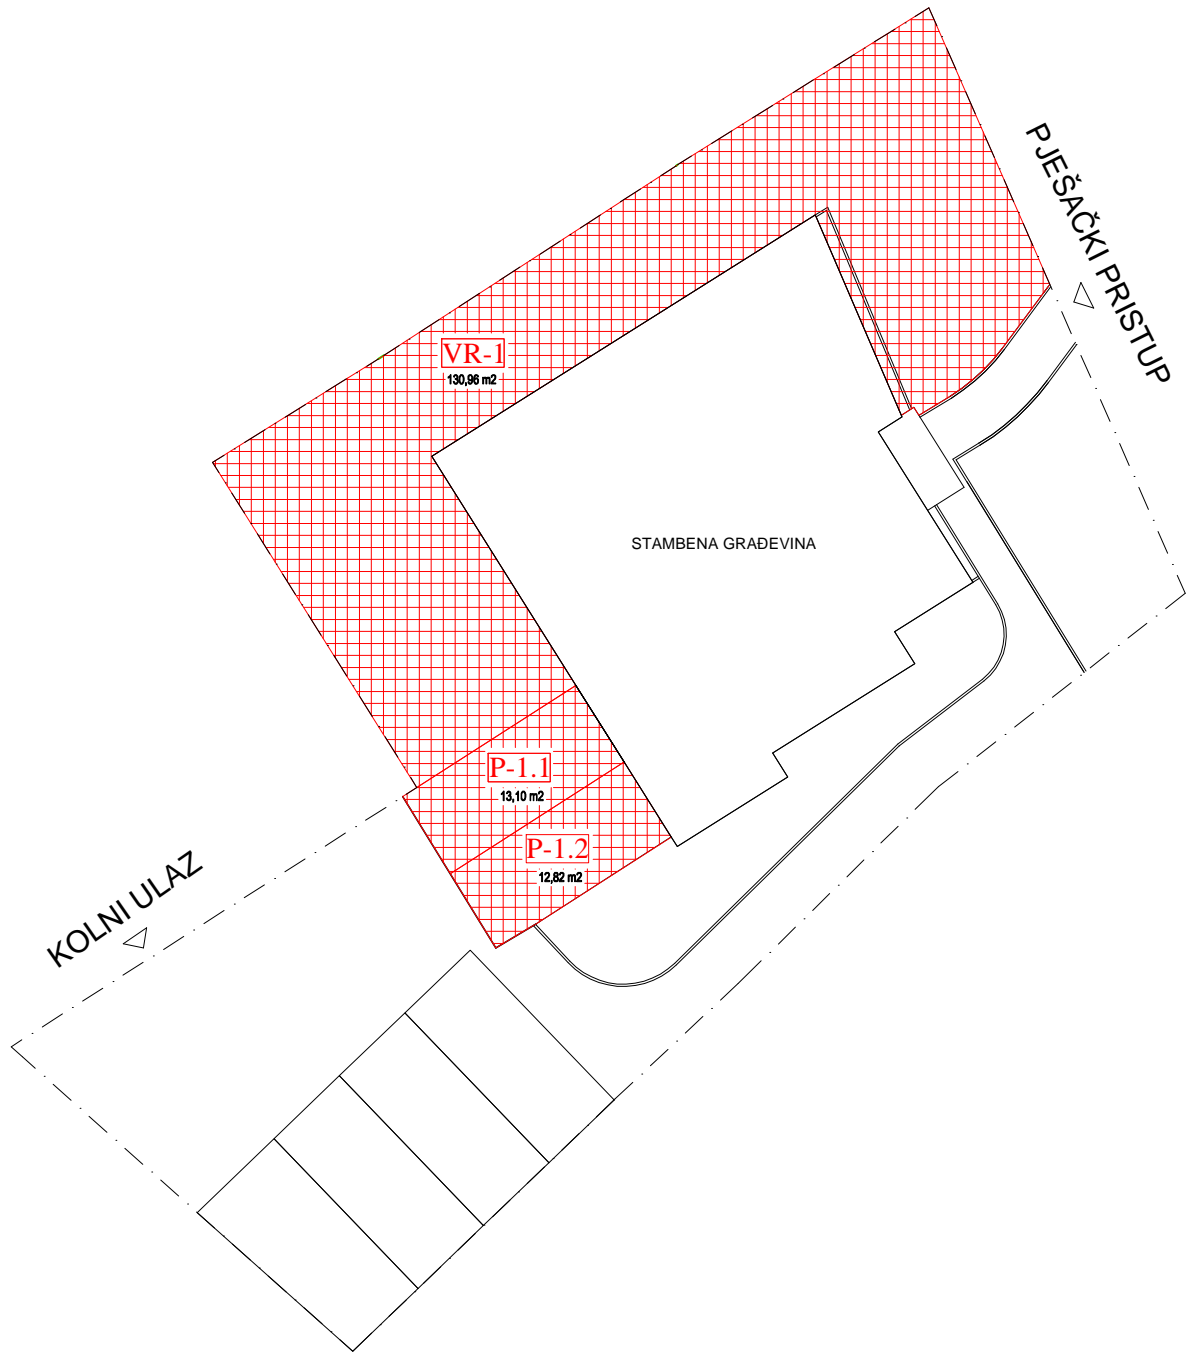 PJEŠAČKI PRISTUP
VR-1
130,96 m2
STAMBENA GRAĐEVINA
P-1.1
13,10 m2
P-1.2
12,82 m2
KOLNI ULAZ